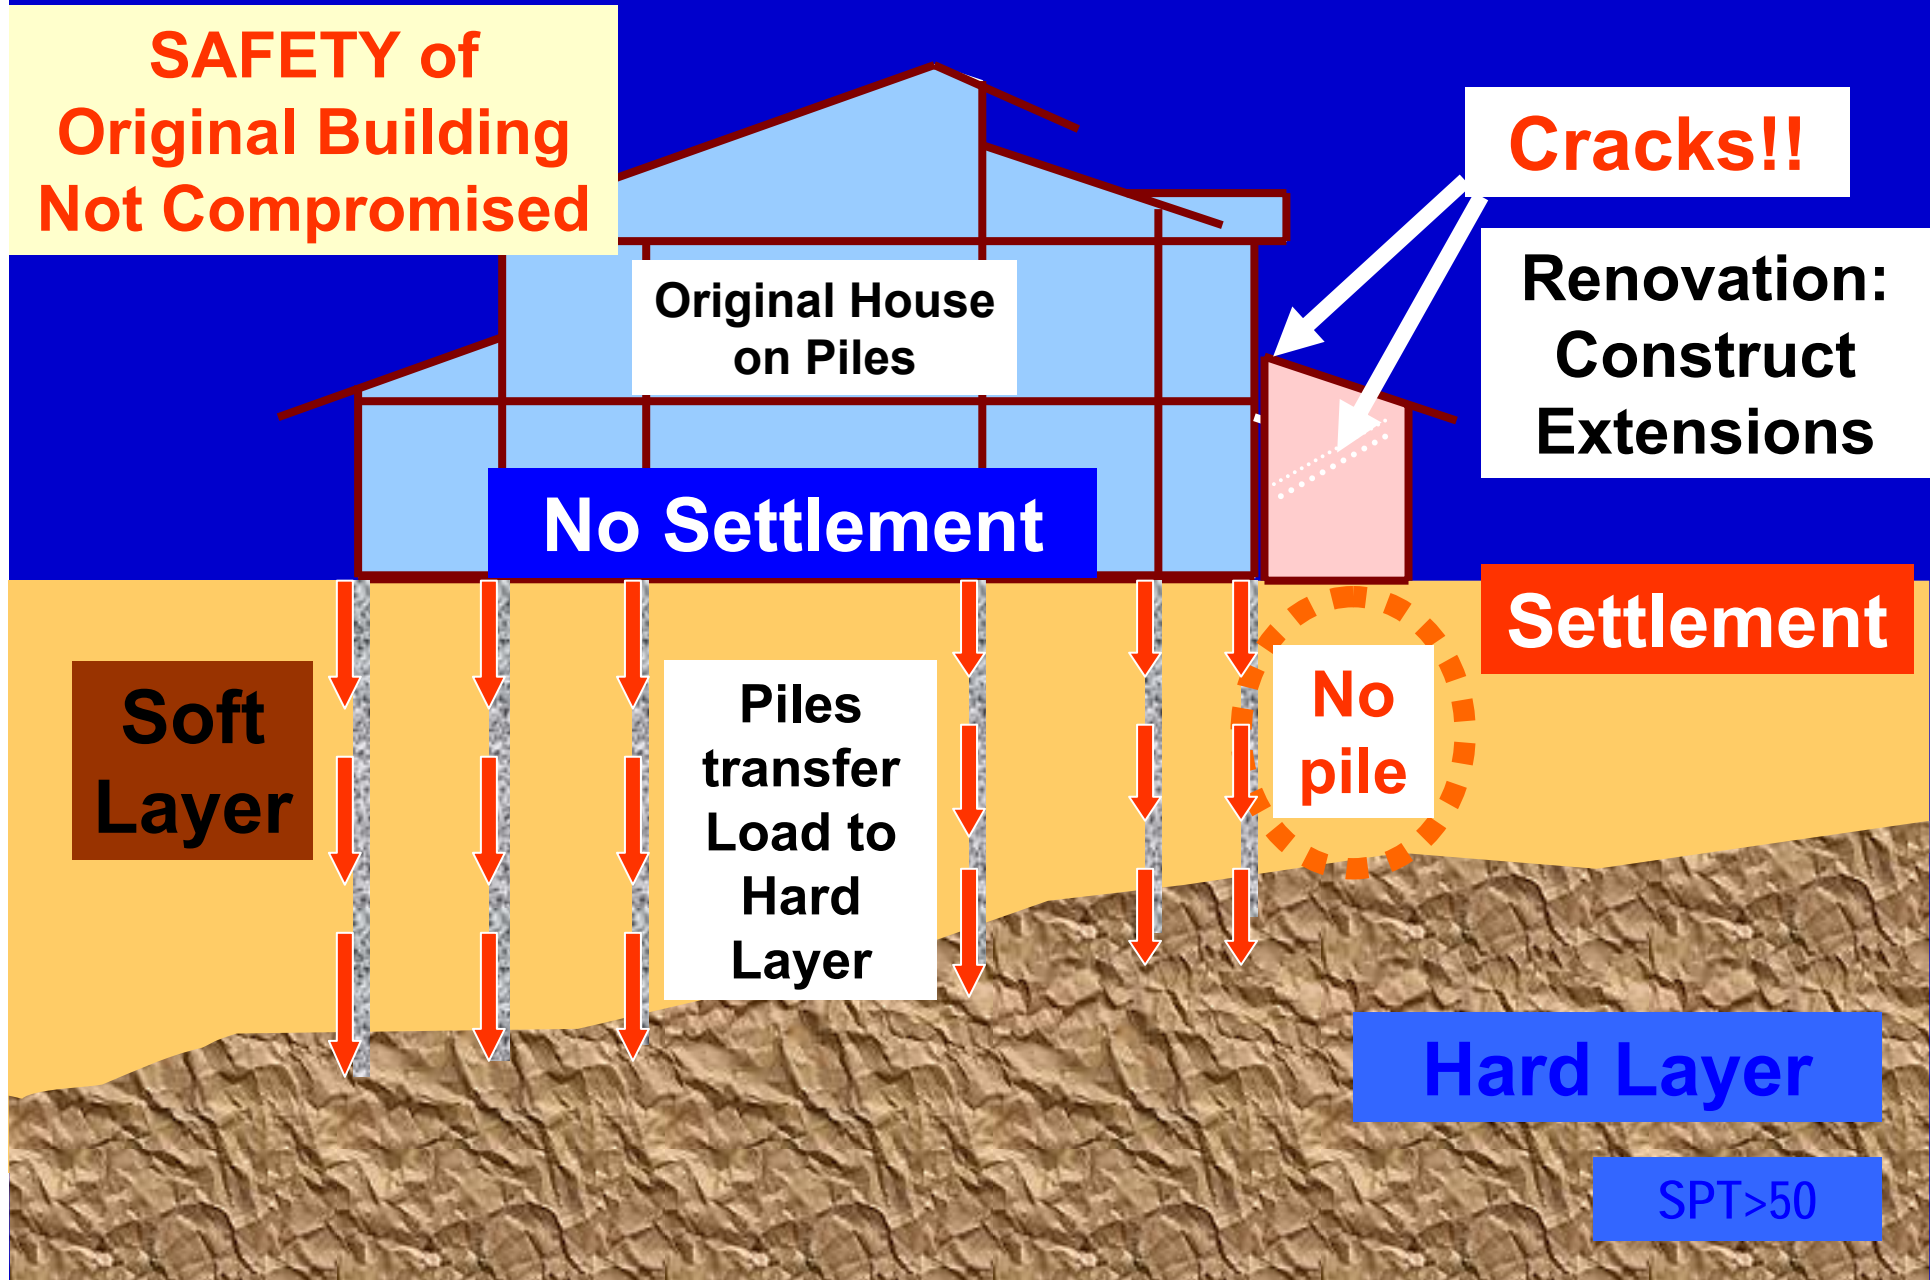 SAFETY of
Original Building
Not Compromised
Cracks!!
Original House
on Piles
Renovation:
Construct
Extensions
No Settlement
Settlement
Soft
Layer
Piles
transfer
Load to
Hard
Layer
No
pile
Hard Layer
SPT>50